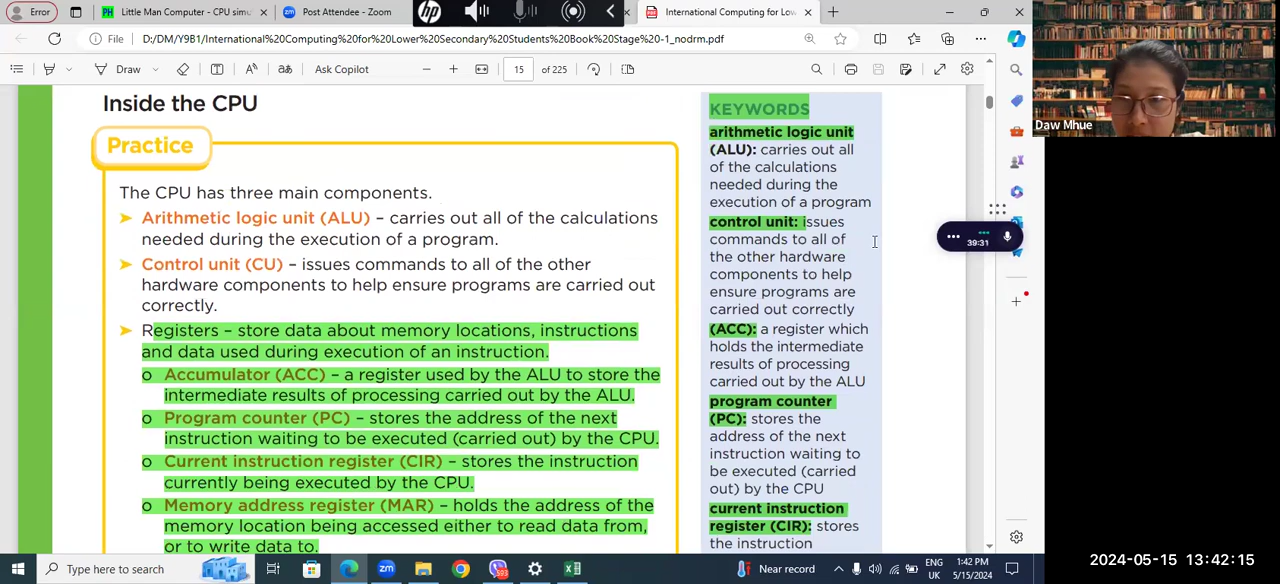 Error
Little Man Computer - CPU simu
Post Attendee - Zoom
International Computing for Low
File
D:/DM/Y9B1/International%20Computing%20for%20Lower%20Secondary%20Students%20Book%20Stage%20-1_nodrm.pdf
Draw
Ask Copilot
15
of 225
Daw Mhue
39:31
Inside the CPU
Practice
The CPU has three main components.
Arithmetic logic unit (ALU) – carries out all of the calculations
needed during the execution of a program.
Control unit (CU) – issues commands to all of the other
hardware components to help ensure programs are carried out
correctly.
Registers – store data about memory locations, instructions
and data used during execution of an instruction.
o Accumulator (ACC) – a register used by the ALU to store the
intermediate results of processing carried out by the ALU.
o Program counter (PC) – stores the address of the next
instruction waiting to be executed (carried out) by the CPU.
o Current instruction register (CIR) – stores the instruction
currently being executed by the CPU.
o Memory address register (MAR) – holds the address of the
memory location being accessed either to read data from,
or to write data to.
KEYWORDS
arithmetic logic unit
(ALU): carries out all
of the calculations
needed during the
execution of a program
control unit: issues
commands to all of
the other hardware
components to help
ensure programs are
carried out correctly
(ACC): a register which
holds the intermediate
results of processing
carried out by the ALU
program counter
(PC): stores the
address of the next
instruction waiting to
be executed (carried
out) by the CPU
current instruction
register (CIR): stores
the instruction
Type here to search
Near record
ENG
UK
1:42 PM
5/15/2024
2024-05-15 13:42:15